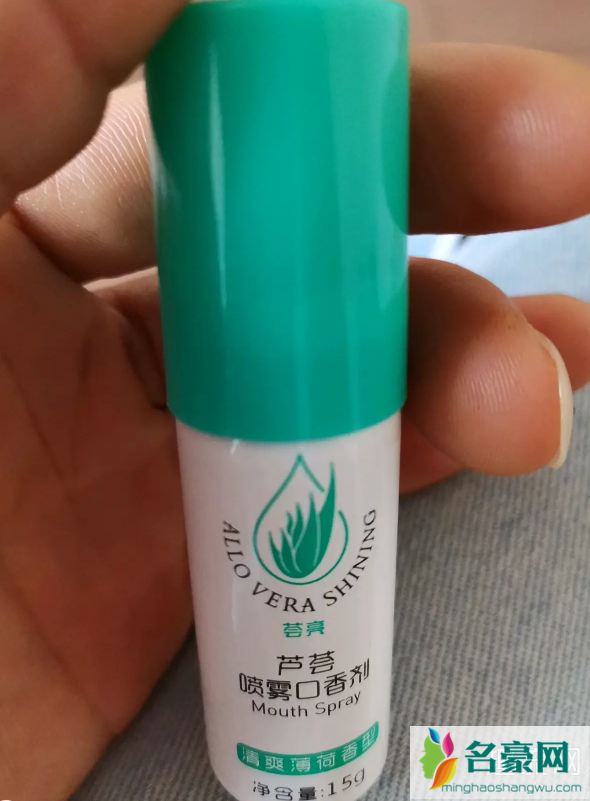 ALLO VERA SHINING
荟亮
芦荟
喷雾口香剂
Mouth Spray
清爽薄荷香型
净含量:15g
名豪网
minghaoshangwu.com